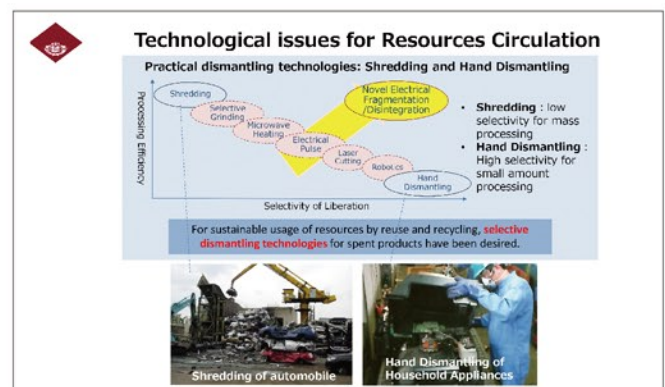 Technological issues for Resources Circulation
Practical dismantling technologies: Shredding and Hand Dismantling
Processing Efficiency
Shredding
Selective
Grinding
Microwave
Heating
Electrical
Pulse
Laser
Cutting
Robotics
Hand
Dismantling
Novel Electrical
Fragmentation
/Disintegration
Selectivity of Liberation
• Shredding : low
selectivity for mass
processing
• Hand Dismantling :
High selectivity for
small amount
processing
For sustainable usage of resources by reuse and recycling, selective
dismantling technologies for spent products have been desired.
Shredding of automobile
Hand Dismantling of
Household Appliances